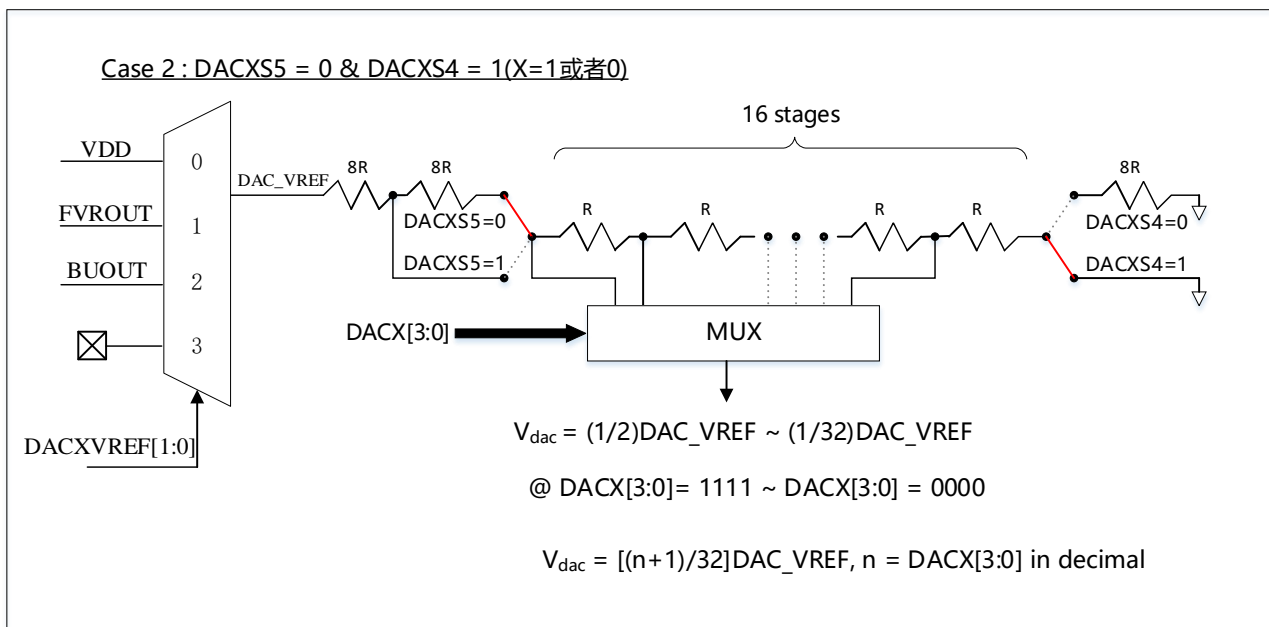 Case 2 : DACXS5 = 0 & DACXS4 = 1(X=1或者0)
16 stages
VDD
0
8R
8R
8R
DAC_VREF
FVROUT
1
DACXS5=0
R
R
R
R
DACXS4=0
BUOUT
2
DACXS5=1
DACXS4=1
3
DACX[3:0]
MUX
DACXVREF[1:0]
Vdac = (1/2)DAC_VREF ~ (1/32)DAC_VREF
@ DACX[3:0]= 1111 ~ DACX[3:0] = 0000
Vdac = [(n+1)/32]DAC_VREF, n = DACX[3:0] in decimal